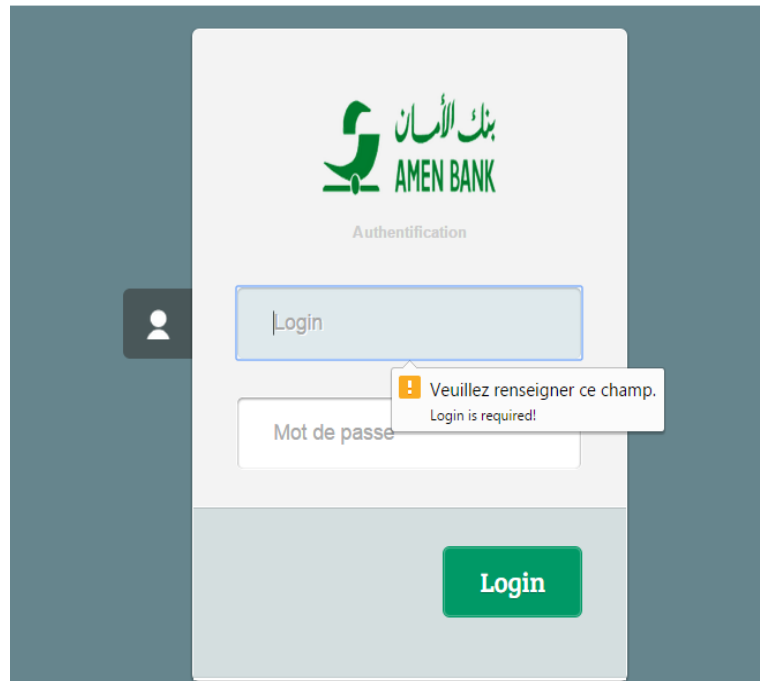 بنك الأمان
AMEN BANK
Authentification
Login
Veuillez renseigner ce champ.
Login is required!
Mot de passe
Login